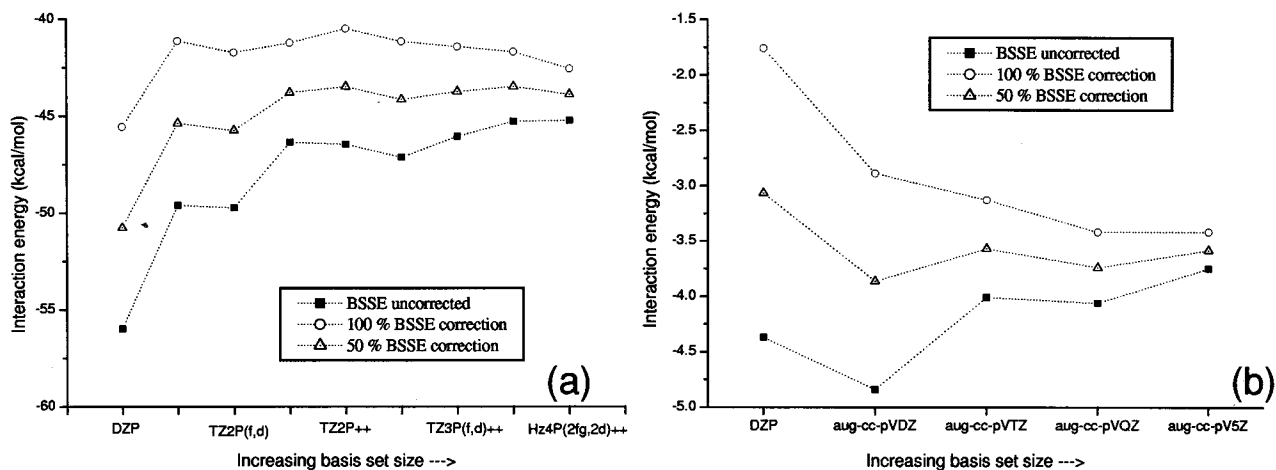 -40
-45
-50
-55
-60
Interaction energy (kcal/mol)
BSSE uncorrected
100 % BSSE correction
50 % BSSE correction
(a)
DZP
TZ2P(f,d)
TZ2P++
TZ3P(f,d)++
Hz4P(2fg,2d)++
Increasing basis set size --->
-1.5
-2.0
-2.5
-3.0
-3.5
-4.0
-4.5
-5.0
Interaction energy (kcal/mol)
BSSE uncorrected
100 % BSSE correction
50 % BSSE correction
(b)
DZP
aug-cc-pVDZ
aug-cc-pVTZ
aug-cc-pVQZ
aug-cc-pV5Z
Increasing basis set size --->